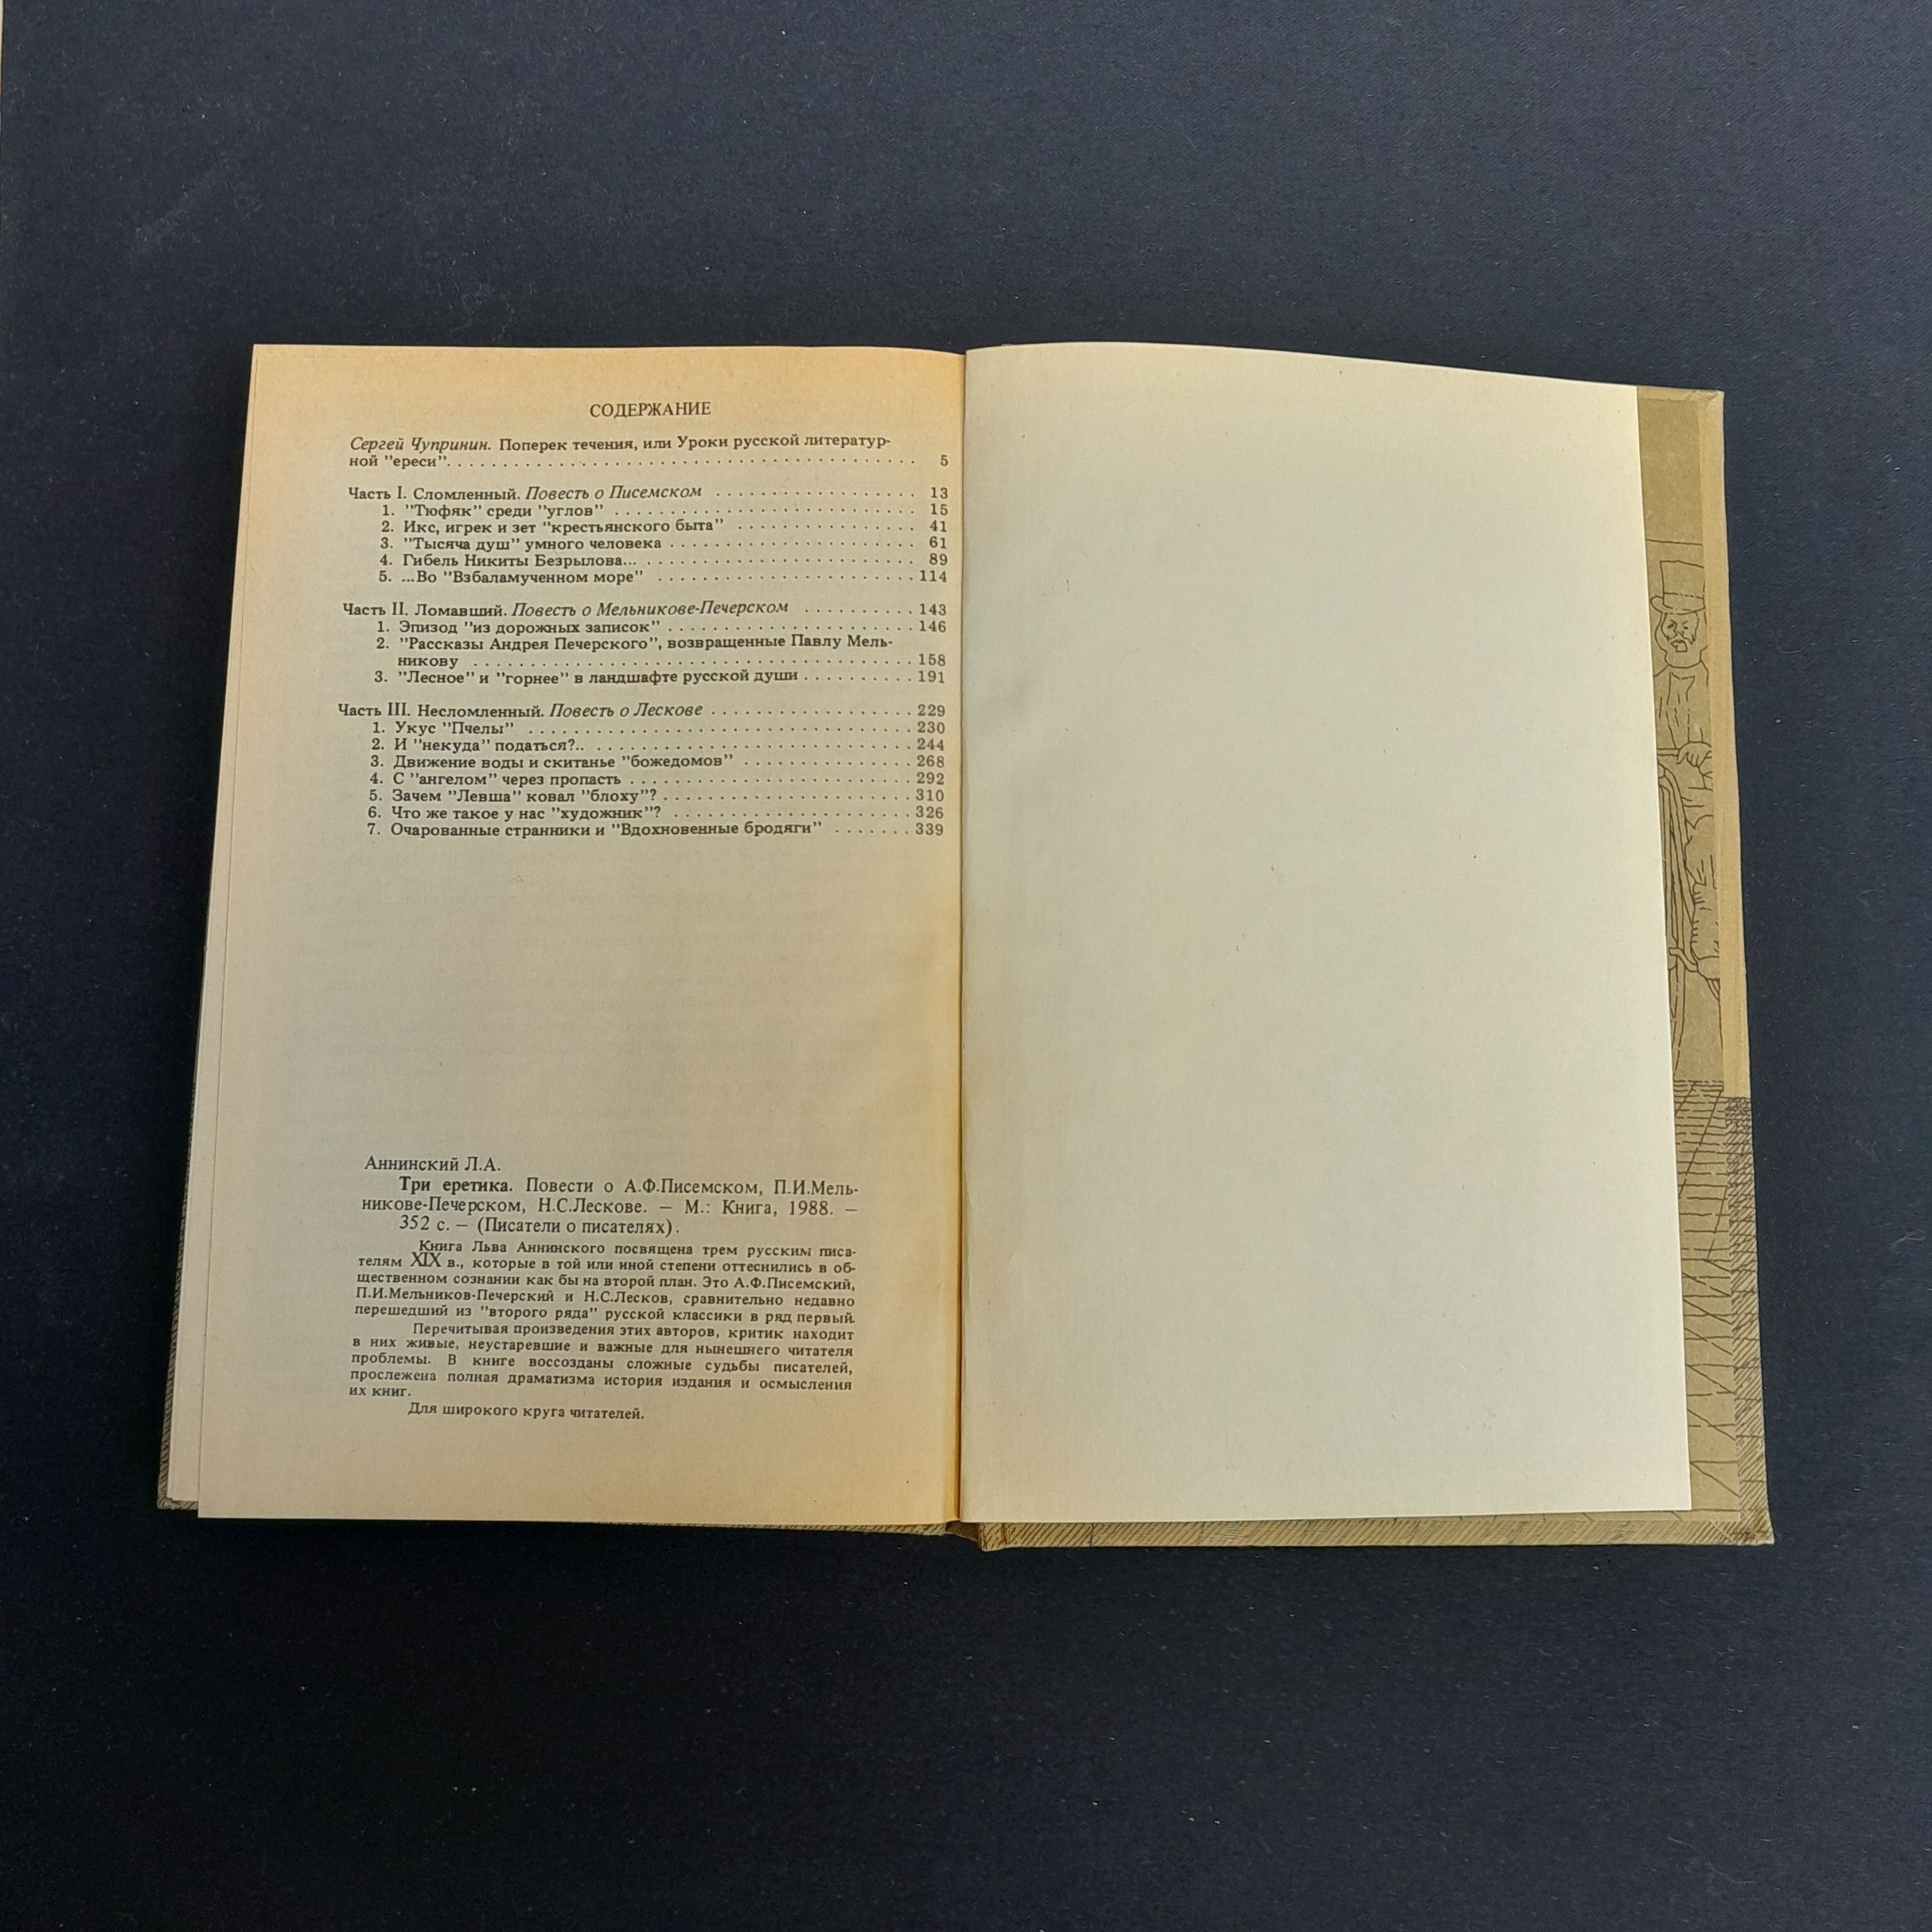 СОДЕРЖАНИЕ
Сергей Чупринин. Поперек течения, или Уроки русской литератур-
ной "ереси". . . . . . . . . . . . . . . . . . . . 5
Часть I. Сломленный. Повесть о Писемском . . . . . . . . . . 13
1. "Тюфяк" среди "углов" . . . . . . . . . . 15
2. Икс, игрек и зет "крестьянского быта" . . . . . . . . . . 41
3. "Тысяча душ" умного человека . . . . . . . . . . 61
4. Гибель Никиты Безрылова... . . . . . . . . . . 89
5. ...Во "Взбаламученном море" . . . . . . . . . . 114
Часть II. Ломавший. Повесть о Мельникове-Печерском . . . . . . . . . . 143
1. Эпизод "из дорожных записок" . . . . . . . . . . 146
2. "Рассказы Андрея Печерского", возвращенные Павлу Мель-
никову . . . . . . . . . . 158
3. "Лесное" и "горнее" в ландшафте русской души . . . . . . . . . . 191
Часть III. Несломленный. Повесть о Лескове . . . . . . . . . . 229
1. Укус "Пчелы" . . . . . . . . . . 230
2. И "некуда" податься?.. . . . . . . . . . . 244
3. Движение воды и скитанье "божедомов" . . . . . . . . . . 268
4. С "ангелом" через пропасть . . . . . . . . . . 292
5. Зачем "Левша" ковал "блоху"? . . . . . . . . . . 310
6. Что же такое у нас "художник"? . . . . . . . . . . 326
7. Очарованные странники и "Вдохновенные бродяги" . . . . . . . 339
Аннинский Л.А.
Три еретика. Повести о А.Ф.Писемском, П.И.Мель-
никове-Печерском, Н.С.Лескове. — М.: Книга, 1988. —
352 с. — (Писатели о писателях).
Книга Льва Аннинского посвящена трем русским писа-
телям XIX в., которые в той или иной степени оттеснились в об-
щественном сознании как бы на второй план. Это А.Ф.Писемский,
П.И.Мельников-Печерский и Н.С.Лесков, сравнительно недавно
перешедший из "второго ряда" русской классики в ряд первый.
Перечитывая произведения этих авторов, критик находит
в них живые, неустаревшие и важные для нынешнего читателя
проблемы. В книге воссозданы сложные судьбы писателей,
прослежена полная драматизма история издания и осмысления
их книг.
Для широкого круга читателей.